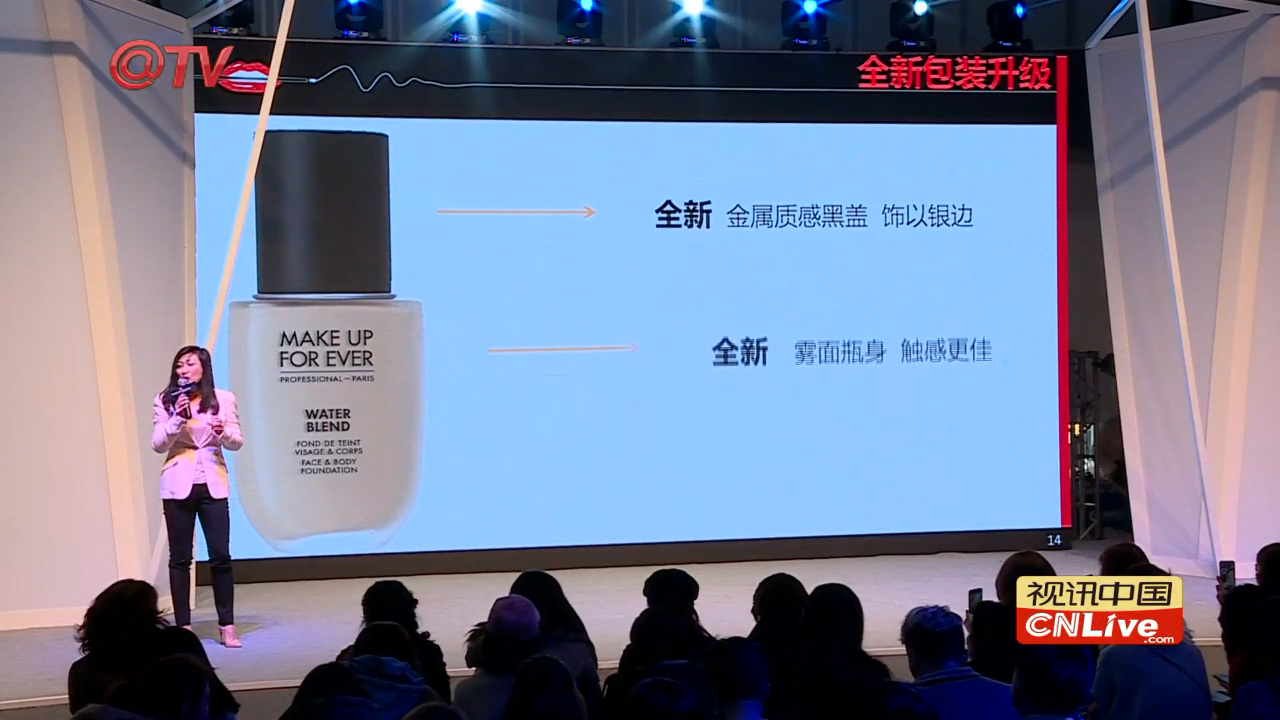 @TV
全新包装升级
全新 金属质感黑盖 饰以银边
全新 雾面瓶身 触感更佳
MAKE UP
FOR EVER
PROFESSIONAL – PARIS
WATER
BLEND
FOND DE TEINT
VISAGE & CORPS
FACE & BODY
FOUNDATION
14
视讯中国
CNLive.com